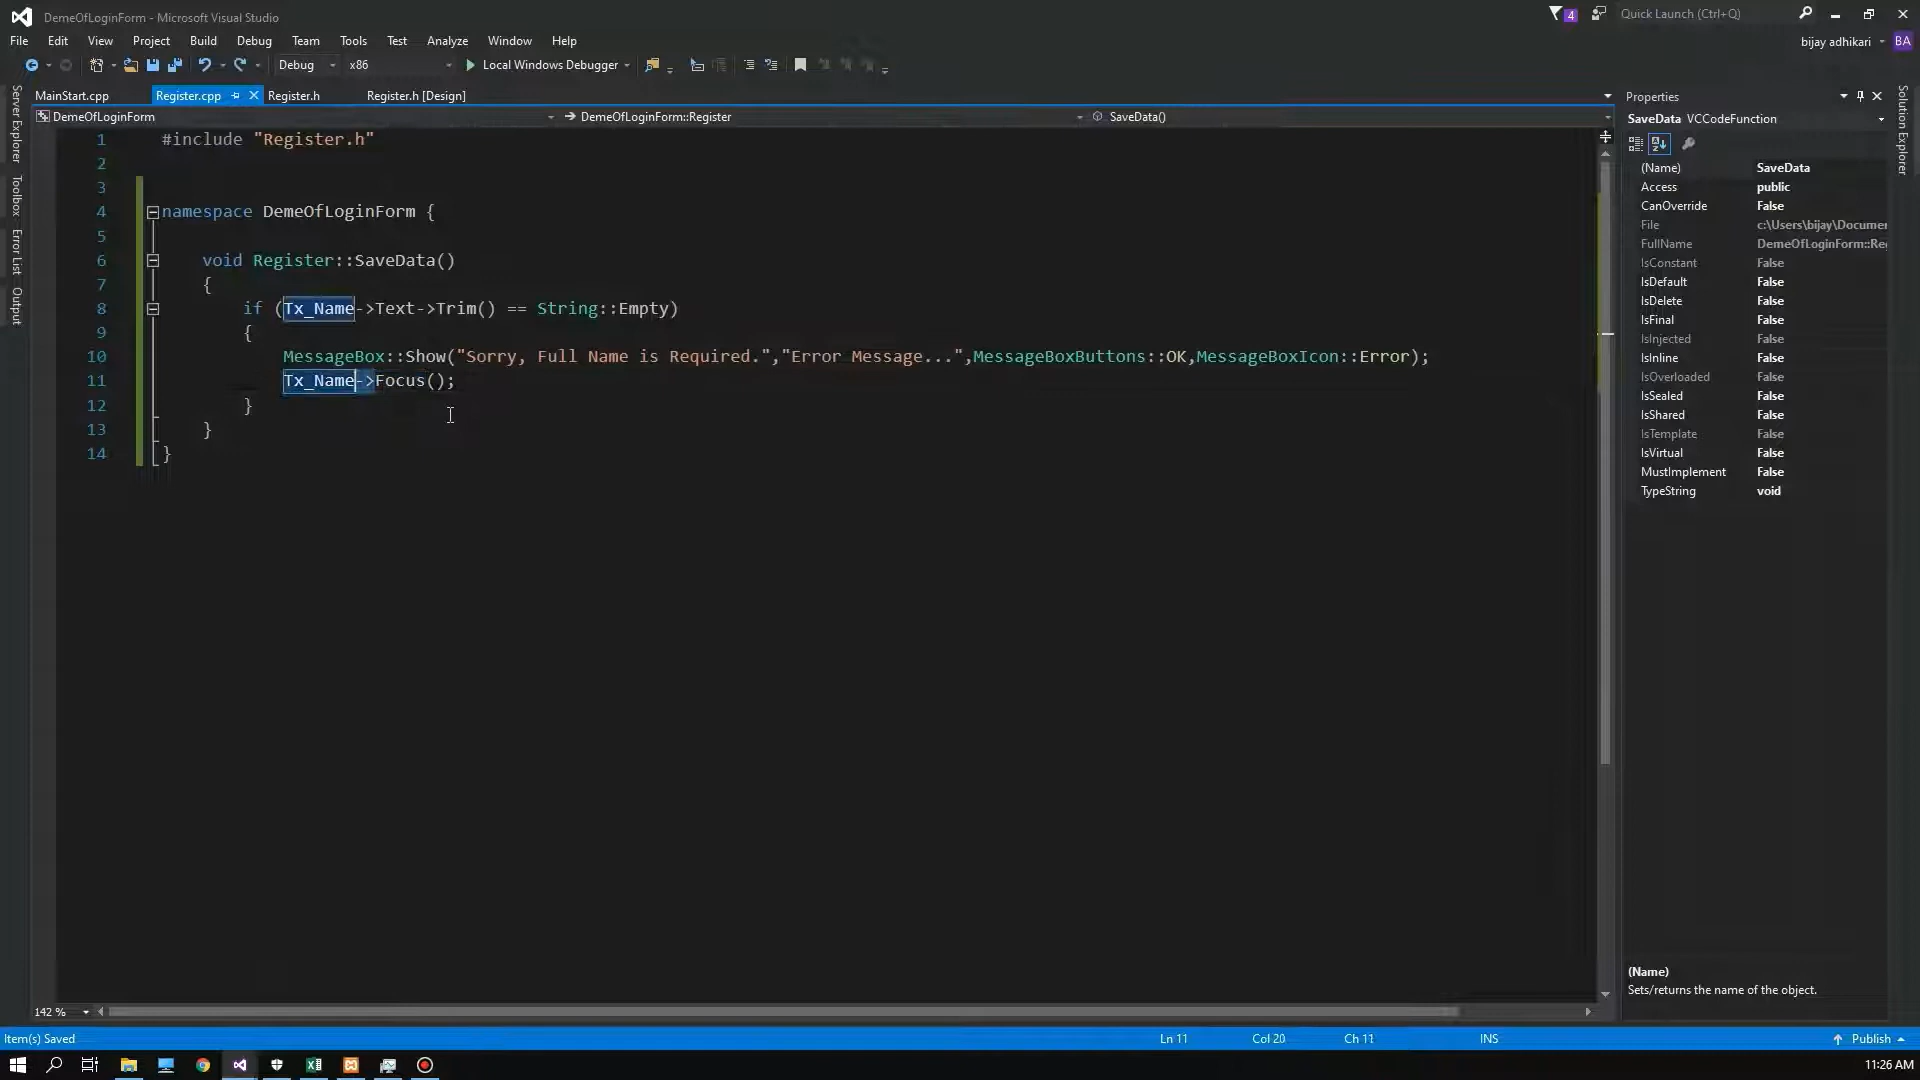 DemeOfLoginForm - Microsoft Visual Studio
4
Quick Launch (Ctrl+Q)
File Edit View Project Build Debug Team Tools Test Analyze Window Help
bijay adhikari
BA
Debug
x86
Local Windows Debugger
MainStart.cpp
Register.cpp
Register.h
Register.h [Design]
DemeOfLoginForm
DemeOfLoginForm::Register
SaveData()
Server Explorer
Toolbox
Error List
Output
1 #include "Register.h"
2
3
4 namespace DemeOfLoginForm {
5
6 void Register::SaveData()
7 {
8 if (Tx_Name->Text->Trim() == String::Empty)
9 {
10 MessageBox::Show("Sorry, Full Name is Required.","Error Message...",MessageBoxButtons::OK,MessageBoxIcon::Error);
11 Tx_Name->Focus();
12 }
13 }
14 }
Properties
SaveData VCCodeFunction
(Name) SaveData
Access public
CanOverride False
File c:\Users\bijay\Documer
FullName DemeOfLoginForm::Reg
IsConstant False
IsDefault False
IsDelete False
IsFinal False
IsInjected False
IsInline False
IsOverloaded False
IsSealed False
IsShared False
IsTemplate False
IsVirtual False
MustImplement False
TypeString void
(Name)
Sets/returns the name of the object.
Solution Explorer
142 %
Item(s) Saved
Ln 11
Col 20
Ch 11
INS
Publish
11:26 AM